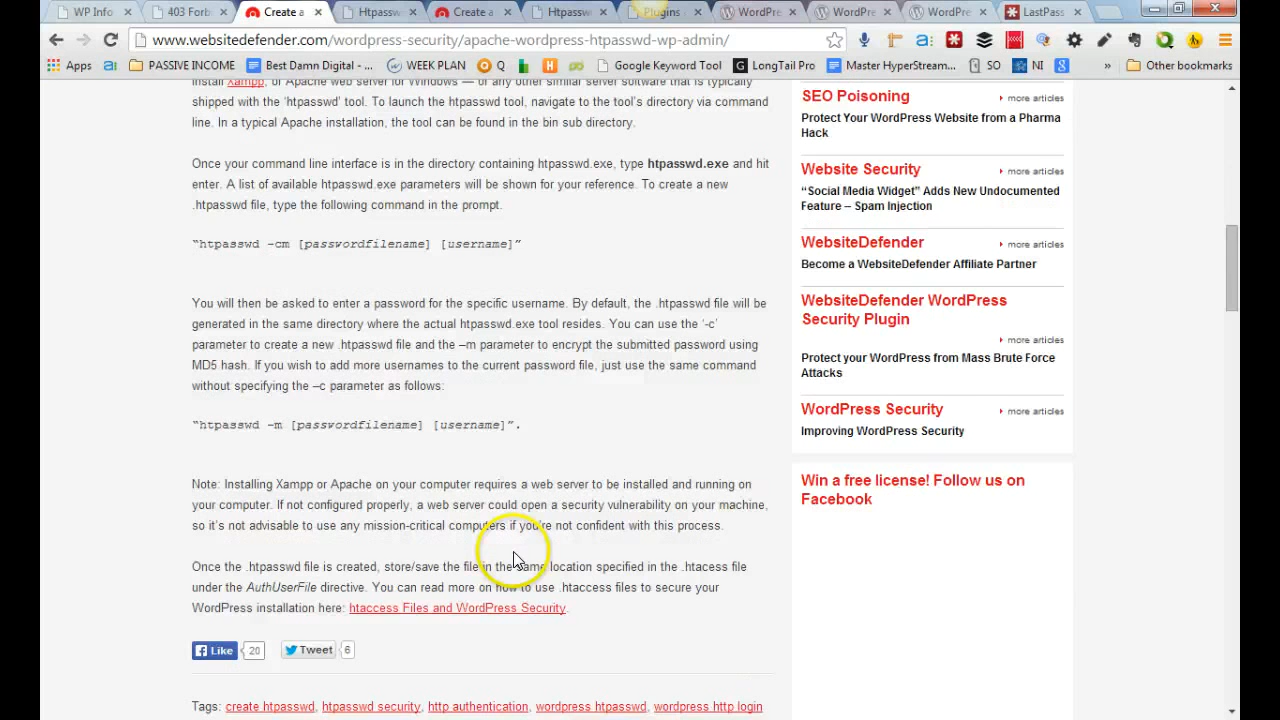 WP Info
403 Forb
Create a
Htpassw
Create a
Htpassw
Plugins
WordPre
WordPre
WordPre
LastPass
www.websitedefender.com/wordpress-security/apache-wordpress-htpasswd-wp-admin/
Apps
PASSIVE INCOME
Best Damn Digital -
WEEK PLAN
Q
Google Keyword Tool
LongTail Pro
Master HyperStream...
SO
NI
»
Other bookmarks
install Xampp, or Apache web server for Windows — or any other similar server software that is typically
shipped with the 'htpasswd' tool. To launch the htpasswd tool, navigate to the tool's directory via command
line. In a typical Apache installation, the tool can be found in the bin sub directory.
Once your command line interface is in the directory containing htpasswd.exe, type htpasswd.exe and hit
enter. A list of available htpasswd.exe parameters will be shown for your reference. To create a new
.htpasswd file, type the following command in the prompt.
“htpasswd -cm [passwordfilename] [username]”
You will then be asked to enter a password for the specific username. By default, the .htpasswd file will be
generated in the same directory where the actual htpasswd.exe tool resides. You can use the '-c'
parameter to create a new .htpasswd file and the –m parameter to encrypt the submitted password using
MD5 hash. If you wish to add more usernames to the current password file, just use the same command
without specifying the –c parameter as follows:
“htpasswd -m [passwordfilename] [username]”.
Note: Installing Xampp or Apache on your computer requires a web server to be installed and running on
your computer. If not configured properly, a web server could open a security vulnerability on your machine,
so it's not advisable to use any mission-critical computers if you're not confident with this process.
Once the .htpasswd file is created, store/save the file in the same location specified in the .htacess file
under the AuthUserFile directive. You can read more on how to use .htaccess files to secure your
WordPress installation here: htaccess Files and WordPress Security.
Like 20
Tweet 6
Tags: create htpasswd, htpasswd security, http authentication, wordpress htpasswd, wordpress http login
SEO Poisoning
more articles
Protect Your WordPress Website from a Pharma
Hack
Website Security
more articles
“Social Media Widget” Adds New Undocumented
Feature – Spam Injection
WebsiteDefender
more articles
Become a WebsiteDefender Affiliate Partner
WebsiteDefender WordPress
Security Plugin
more articles
Protect your WordPress from Mass Brute Force
Attacks
WordPress Security
more articles
Improving WordPress Security
Win a free license! Follow us on
Facebook